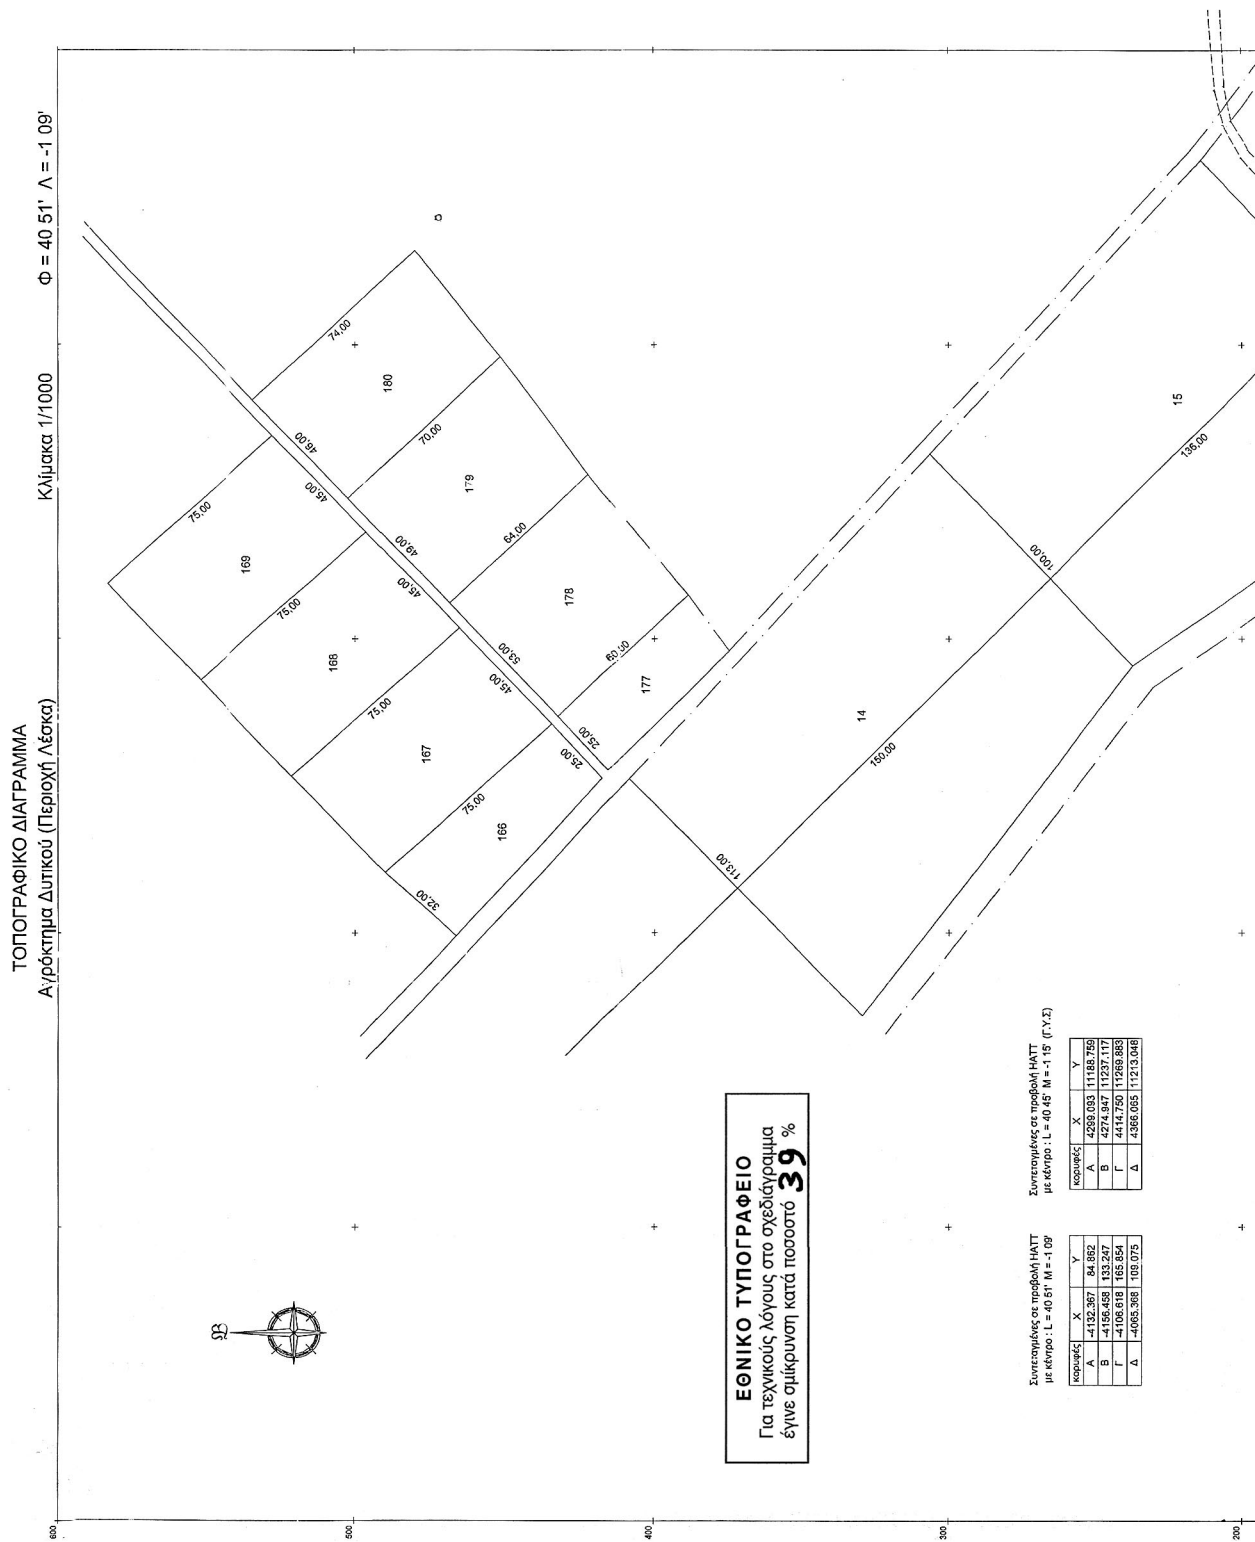 ΤΟΠΟΓΡΑΦΙΚΟ ΔΙΑΓΡΑΜΜΑ
Αγρόκτημα Δυτικού (Περιοχή Λέσκα)
Κλίμακα 1/1000
Φ = 40 51' Λ = -1 09'
600
500
400
300
200
75,00
169
45,00
75,00
168
45,00
75,00
167
45,00
75,00
166
25,00
32,00
74,00
180
46,00
70,00
179
49,00
64,00
178
53,00
177
25,00
14
150,00
113,00
100,00
15
136,00
ΕΘΝΙΚΟ ΤΥΠΟΓΡΑΦΕΙΟ
Για τεχνικούς λόγους στο σχεδιάγραμμα
έγινε σμίκρυνση κατά ποσοστό 39 %
Συντεταγμένες σε προβολή HATT
με κέντρο : L = 40 51' M = -1 09'
κορυφές X Y
Α -4132.367 84.862
Β -4156.458 133.247
Γ -4106.618 165.854
Δ -4065.368 109.075
Συντεταγμένες σε προβολή HATT
με κέντρο : L = 40 45' M = -1 15' (Γ.Υ.Σ)
κορυφές X Y
Α 4299.093 11188.759
Β 4274.947 11237.117
Γ 4414.750 11269.883
Δ 4366.065 11213.048